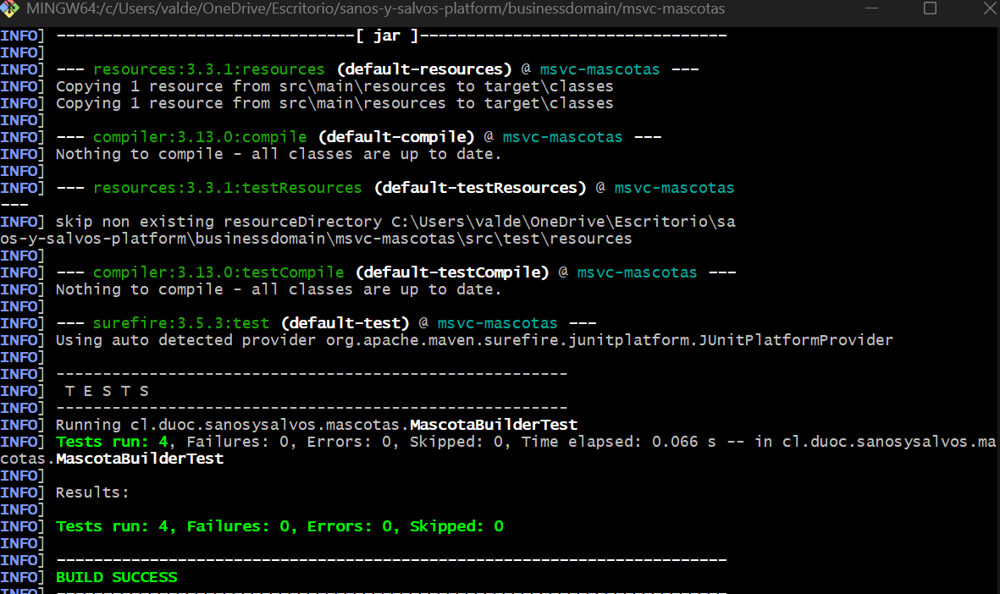 MINGW64:/c/Users/valde/OneDrive/Escritorio/sanos-y-salvos-platform/businessdomain/msvc-mascotas
INFO] --------------------------------[ jar ]---------------------------------
INFO]
INFO] --- resources:3.3.1:resources (default-resources) @ msvc-mascotas ---
INFO] Copying 1 resource from src\main\resources to target\classes
INFO] Copying 1 resource from src\main\resources to target\classes
INFO]
INFO] --- compiler:3.13.0:compile (default-compile) @ msvc-mascotas ---
INFO] Nothing to compile - all classes are up to date.
INFO]
INFO] --- resources:3.3.1:testResources (default-testResources) @ msvc-mascotas
---
INFO] skip non existing resourceDirectory C:\Users\valde\OneDrive\Escritorio\sa
os-y-salvos-platform\businessdomain\msvc-mascotas\src\test\resources
INFO]
INFO] --- compiler:3.13.0:testCompile (default-testCompile) @ msvc-mascotas ---
INFO] Nothing to compile - all classes are up to date.
INFO]
INFO] --- surefire:3.5.3:test (default-test) @ msvc-mascotas ---
INFO] Using auto detected provider org.apache.maven.surefire.junitplatform.JUnitPlatformProvider
INFO]
INFO] -------------------------------------------------------
INFO]  T E S T S
INFO] -------------------------------------------------------
INFO] Running cl.duoc.sanosysalvos.mascotas.MascotaBuilderTest
INFO] Tests run: 4, Failures: 0, Errors: 0, Skipped: 0, Time elapsed: 0.066 s -- in cl.duoc.sanosysalvos.ma
cotas.MascotaBuilderTest
INFO]
INFO] Results:
INFO]
INFO] Tests run: 4, Failures: 0, Errors: 0, Skipped: 0
INFO]
INFO] ------------------------------------------------------------------------
INFO] BUILD SUCCESS
INFO] ------------------------------------------------------------------------